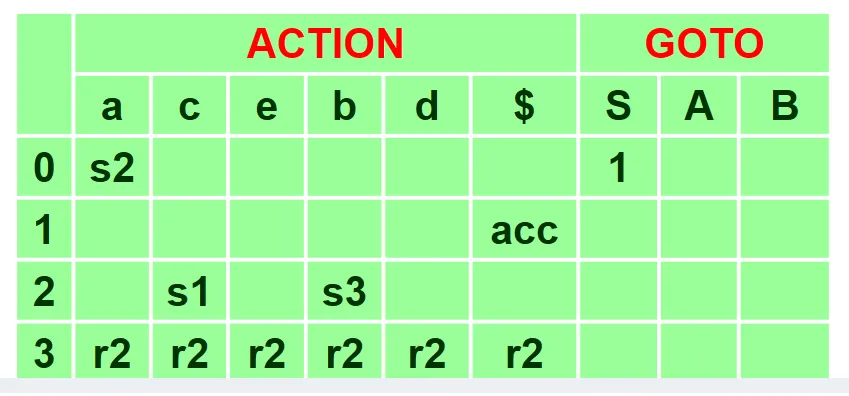 ACTION GOTO
a c e b d $ S A B
0 s2 1
1 acc
2 s1 s3
3 r2 r2 r2 r2 r2 r2